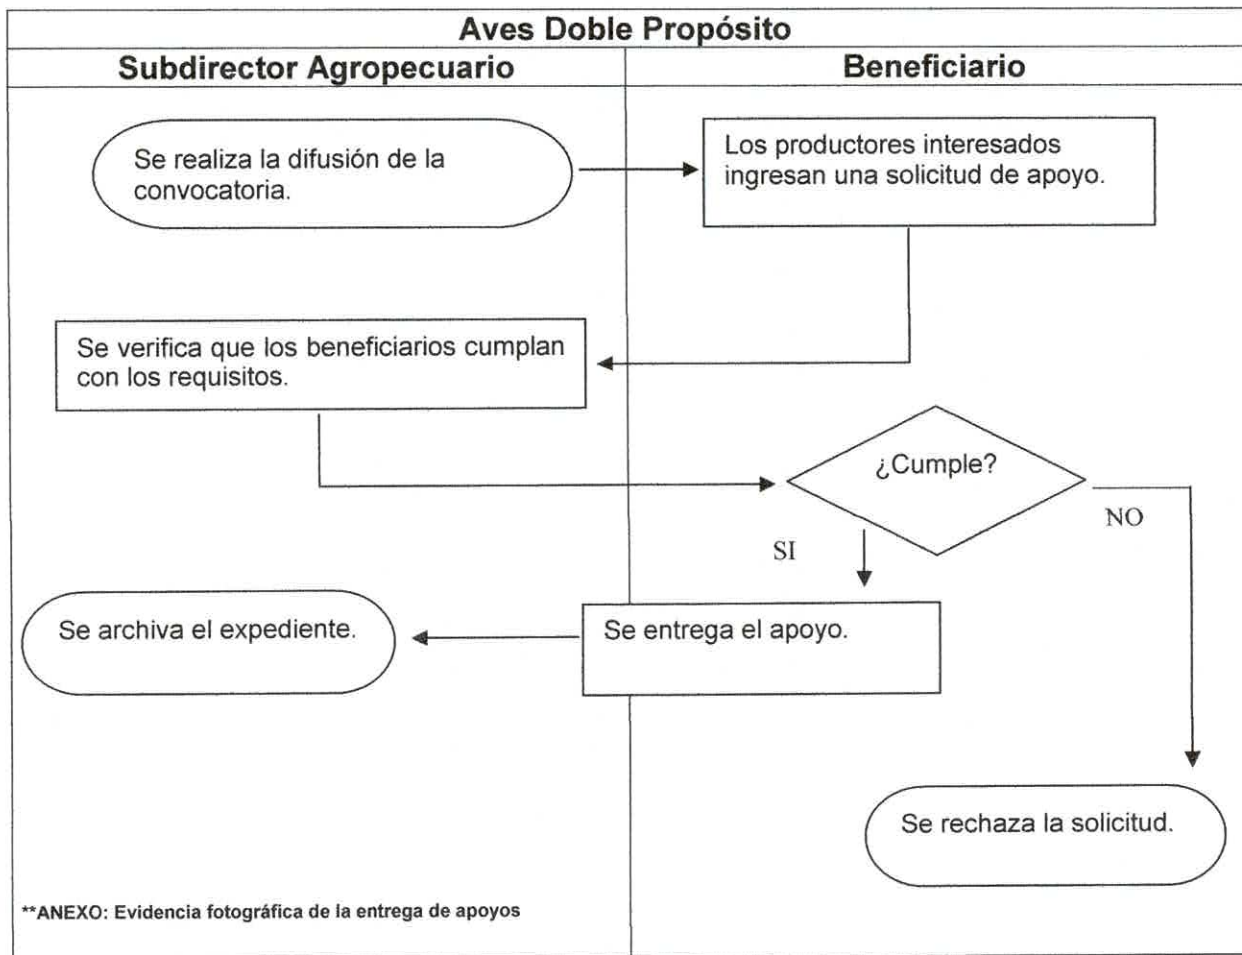 Aves Doble Propósito
Subdirector Agropecuario
Beneficiario
Se realiza la difusión de la
convocatoria.
Los productores interesados
ingresan una solicitud de apoyo.
Se verifica que los beneficiarios cumplan
con los requisitos.
¿Cumple?
NO
SI
Se archiva el expediente.
Se entrega el apoyo.
Se rechaza la solicitud.
**ANEXO: Evidencia fotográfica de la entrega de apoyos